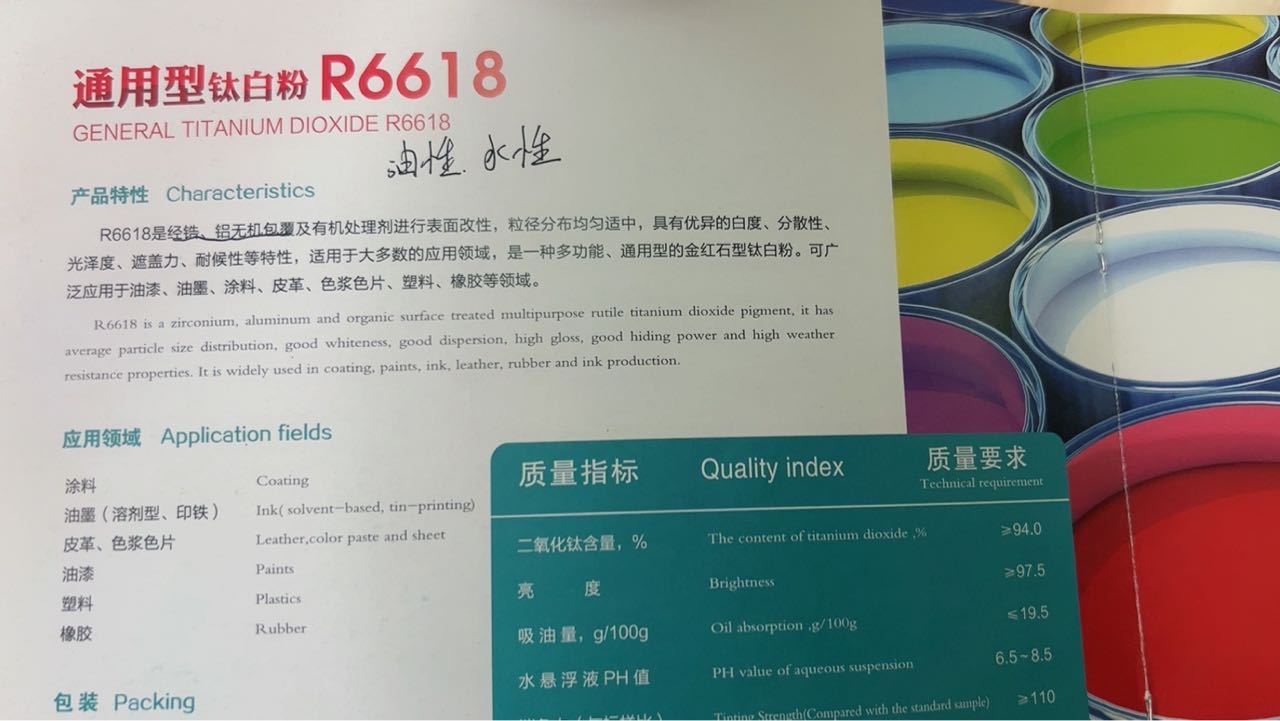 通用型钛白粉 R6618
GENERAL TITANIUM DIOXIDE R6618
油性. 水性
产品特性 Characteristics
R6618是经锆、铝无机包覆及有机处理剂进行表面改性，粒径分布均匀适中，具有优异的白度、分散性、
光泽度、遮盖力、耐候性等特性，适用于大多数的应用领域，是一种多功能、通用型的金红石型钛白粉。可广
泛应用于油漆、油墨、涂料、皮革、色浆色片、塑料、橡胶等领域。
R6618 is a zirconium, aluminum and organic surface treated multipurpose rutile titanium dioxide pigment, it has
average particle size distribution, good whiteness, good dispersion, high gloss, good hiding power and high weather
resistance properties. It is widely used in coating, paints, ink, leather, rubber and ink production.
应用领域 Application fields
涂料 Coating
油墨（溶剂型、印铁） Ink( solvent-based, tin-printing)
皮革、色浆色片 Leather,color paste and sheet
油漆 Paints
塑料 Plastics
橡胶 Rubber
包装 Packing
质量指标 Quality index 质量要求
Technical requirement
二氧化钛含量，% The content of titanium dioxide ,% ≥94.0
亮度 Brightness ≥97.5
吸油量，g/100g Oil absorption ,g/100g ≤19.5
水悬浮液PH值 PH value of aqueous suspension 6.5~8.5
Tinting Strength(Compared with the standard sample) ≥110